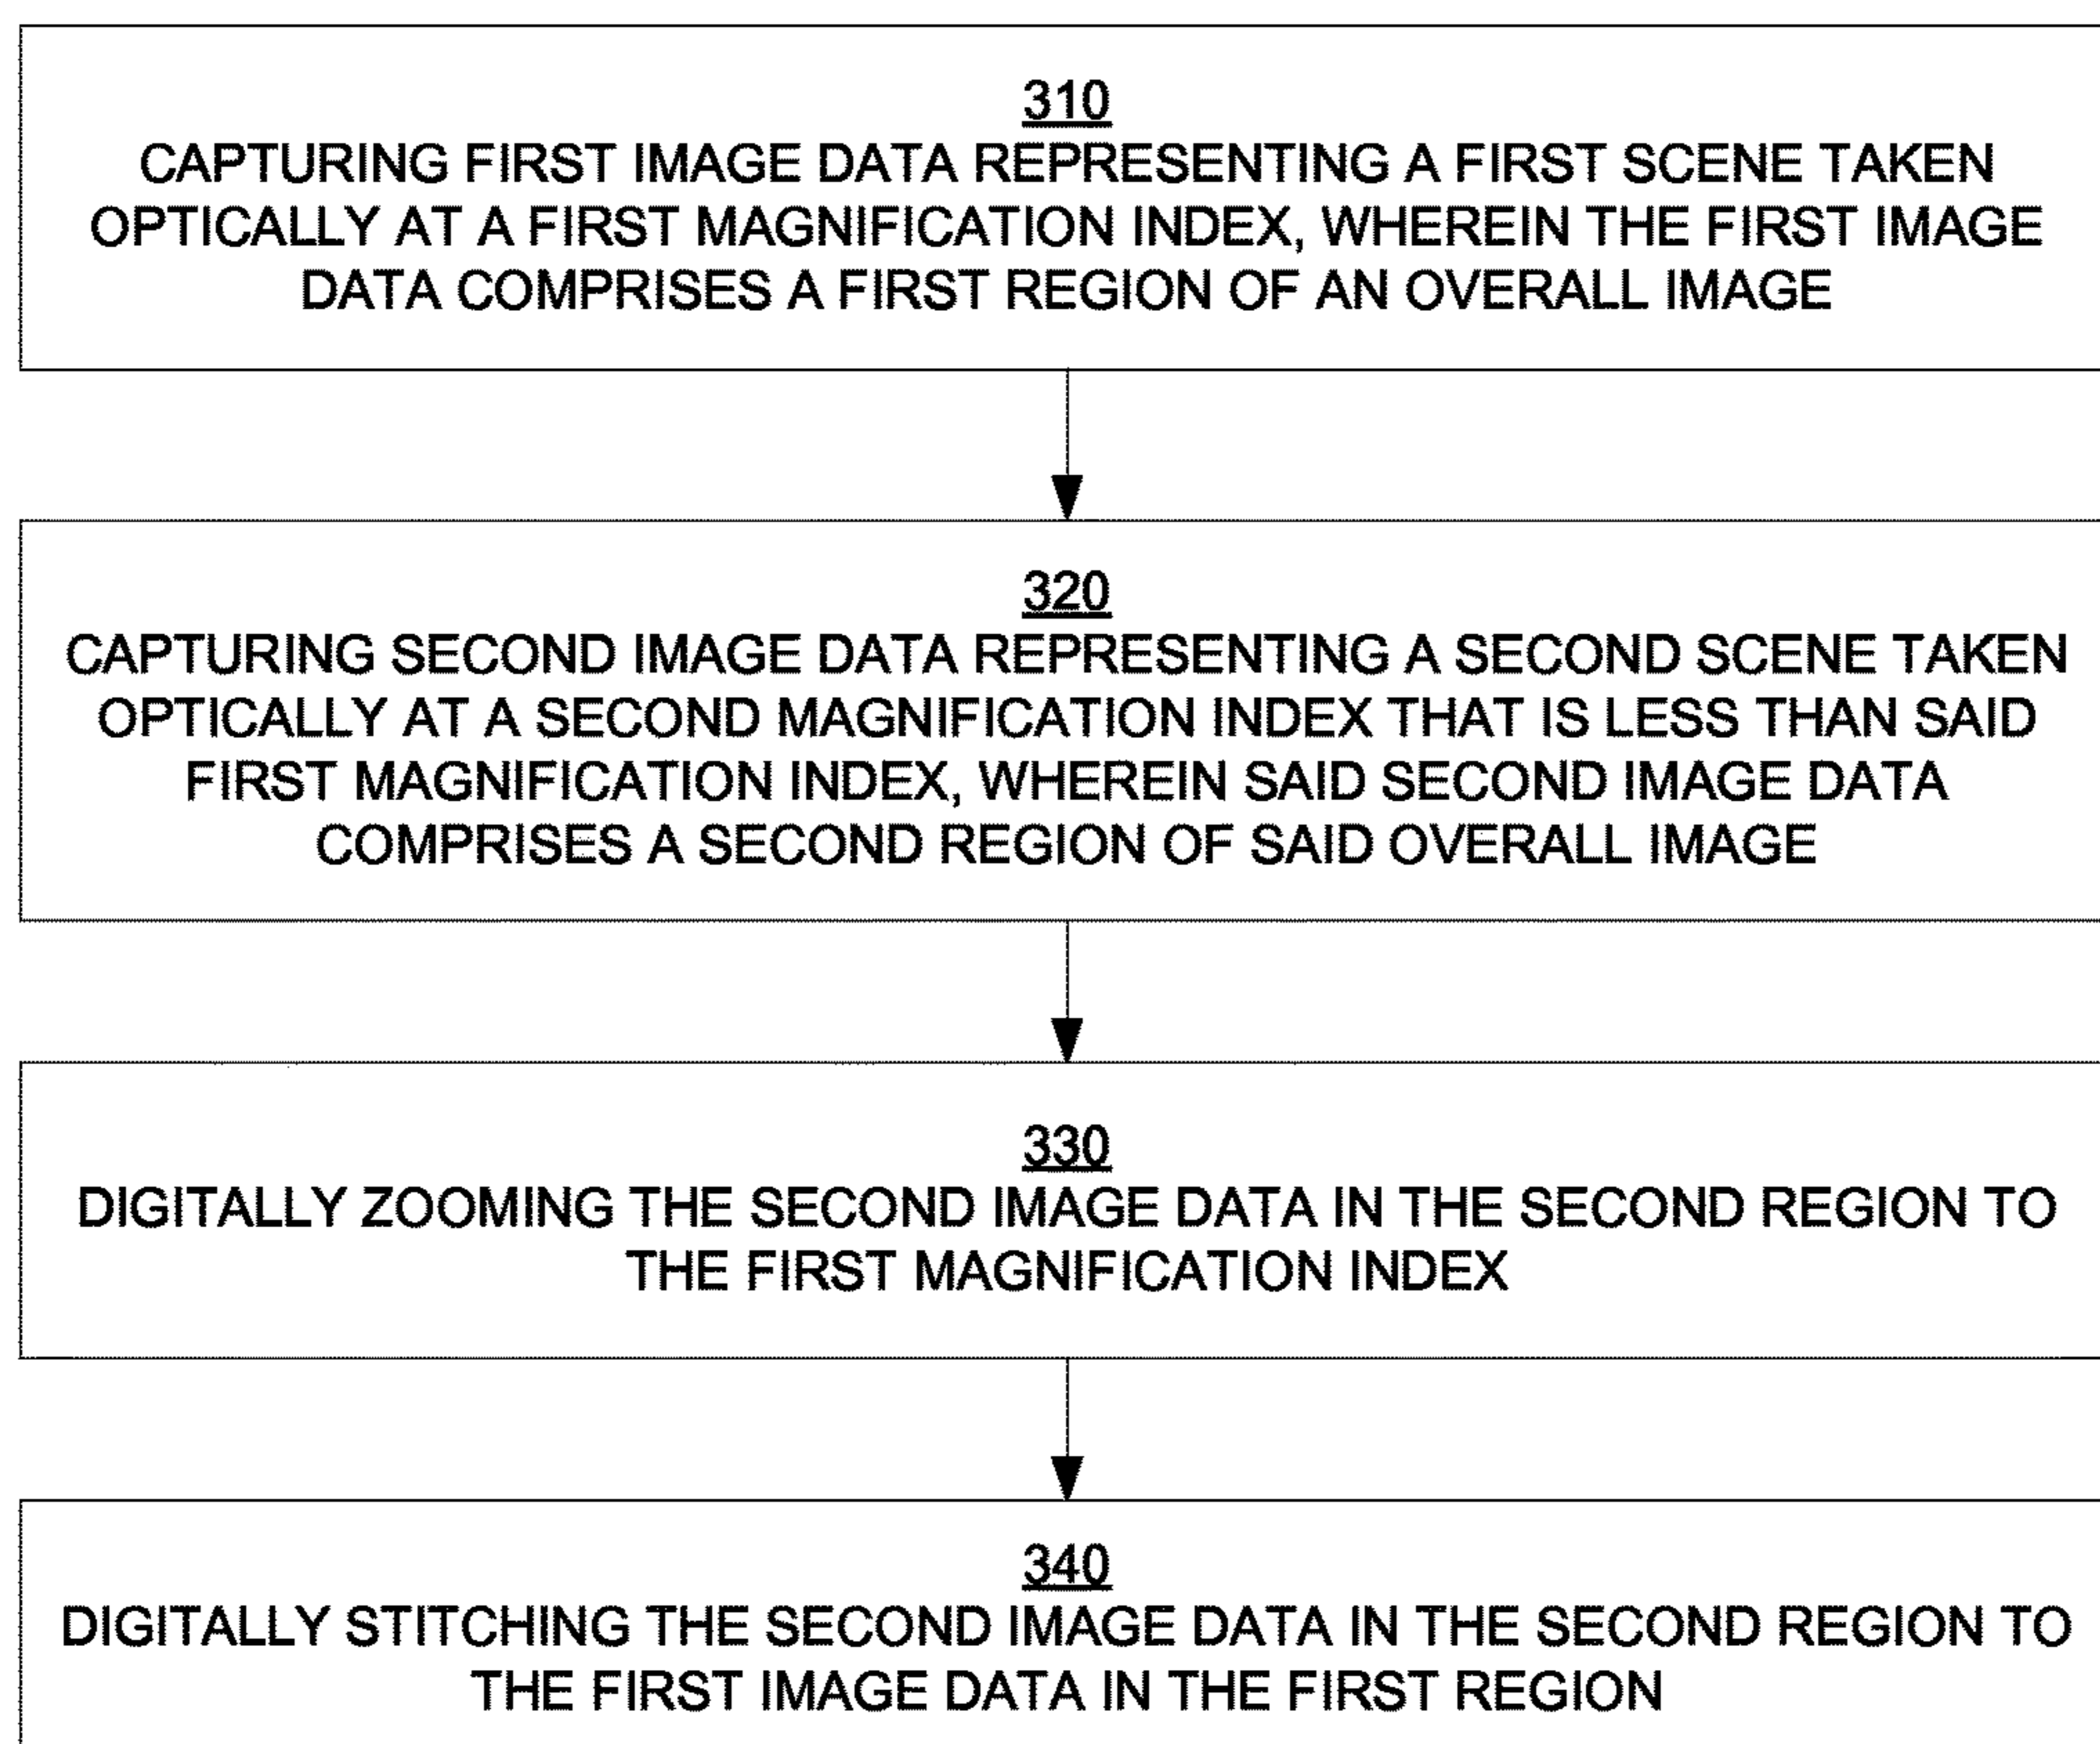 310
CAPTURING FIRST IMAGE DATA REPRESENTING A FIRST SCENE TAKEN
OPTICALLY AT A FIRST MAGNIFICATION INDEX, WHEREIN THE FIRST IMAGE
DATA COMPRISES A FIRST REGION OF AN OVERALL IMAGE
320
CAPTURING SECOND IMAGE DATA REPRESENTING A SECOND SCENE TAKEN
OPTICALLY AT A SECOND MAGNIFICATION INDEX THAT IS LESS THAN SAID
FIRST MAGNIFICATION INDEX, WHEREIN SAID SECOND IMAGE DATA
COMPRISES A SECOND REGION OF SAID OVERALL IMAGE
330
DIGITALLY ZOOMING THE SECOND IMAGE DATA IN THE SECOND REGION TO
THE FIRST MAGNIFICATION INDEX
340
DIGITALLY STITCHING THE SECOND IMAGE DATA IN THE SECOND REGION TO
THE FIRST IMAGE DATA IN THE FIRST REGION